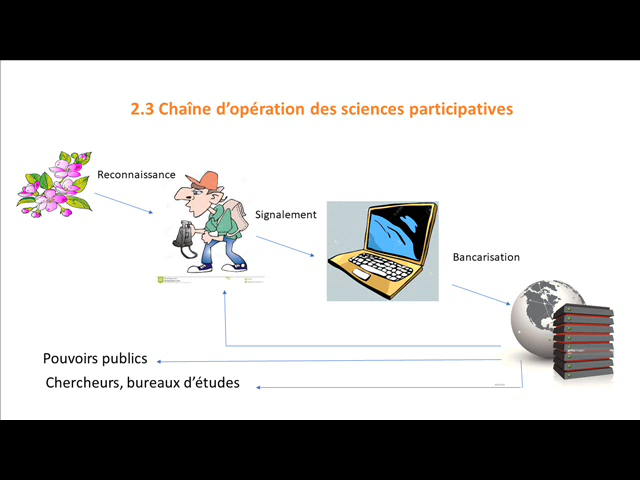 2.3 Chaîne d’opération des sciences participatives
Reconnaissance
Signalement
Bancarisation
Pouvoirs publics
Chercheurs, bureaux d’études